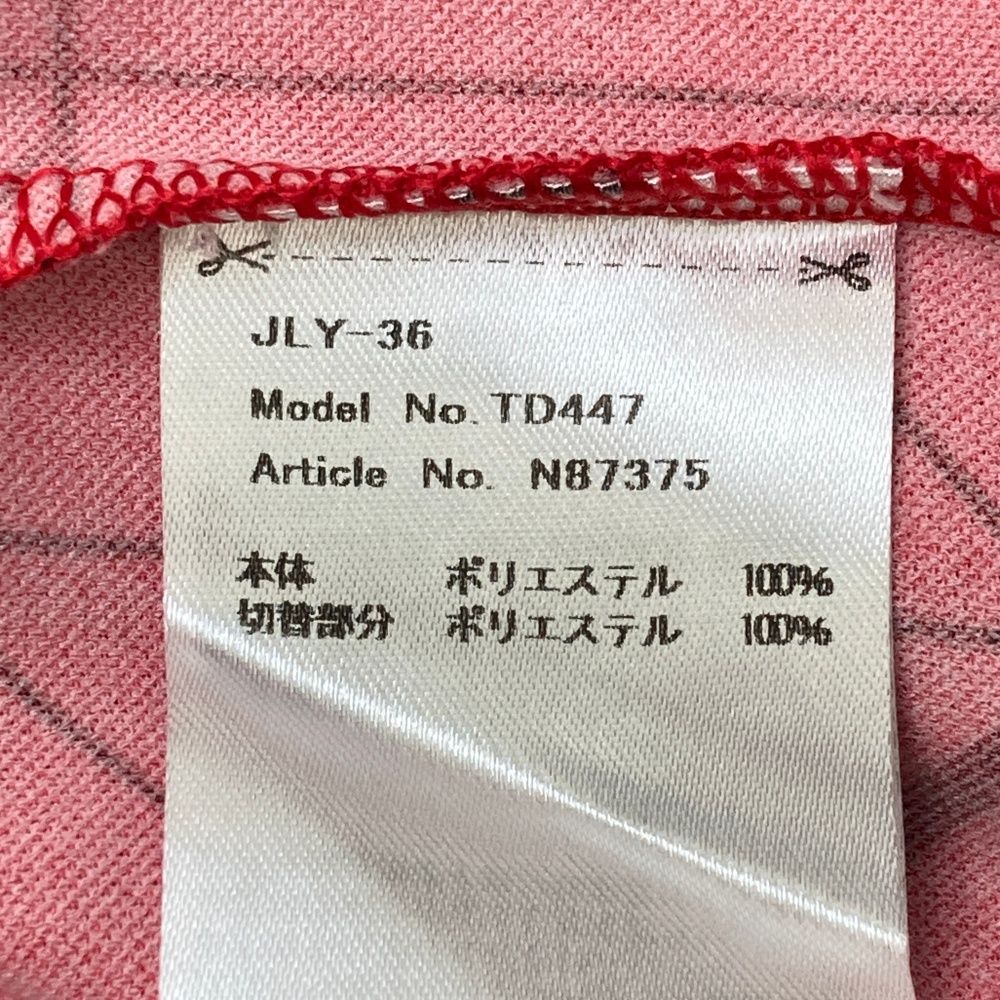 JLY-36
Model No. TD447
Article No. N87375
本体 ポリエステル 100%
切替部分 ポリエステル 100%